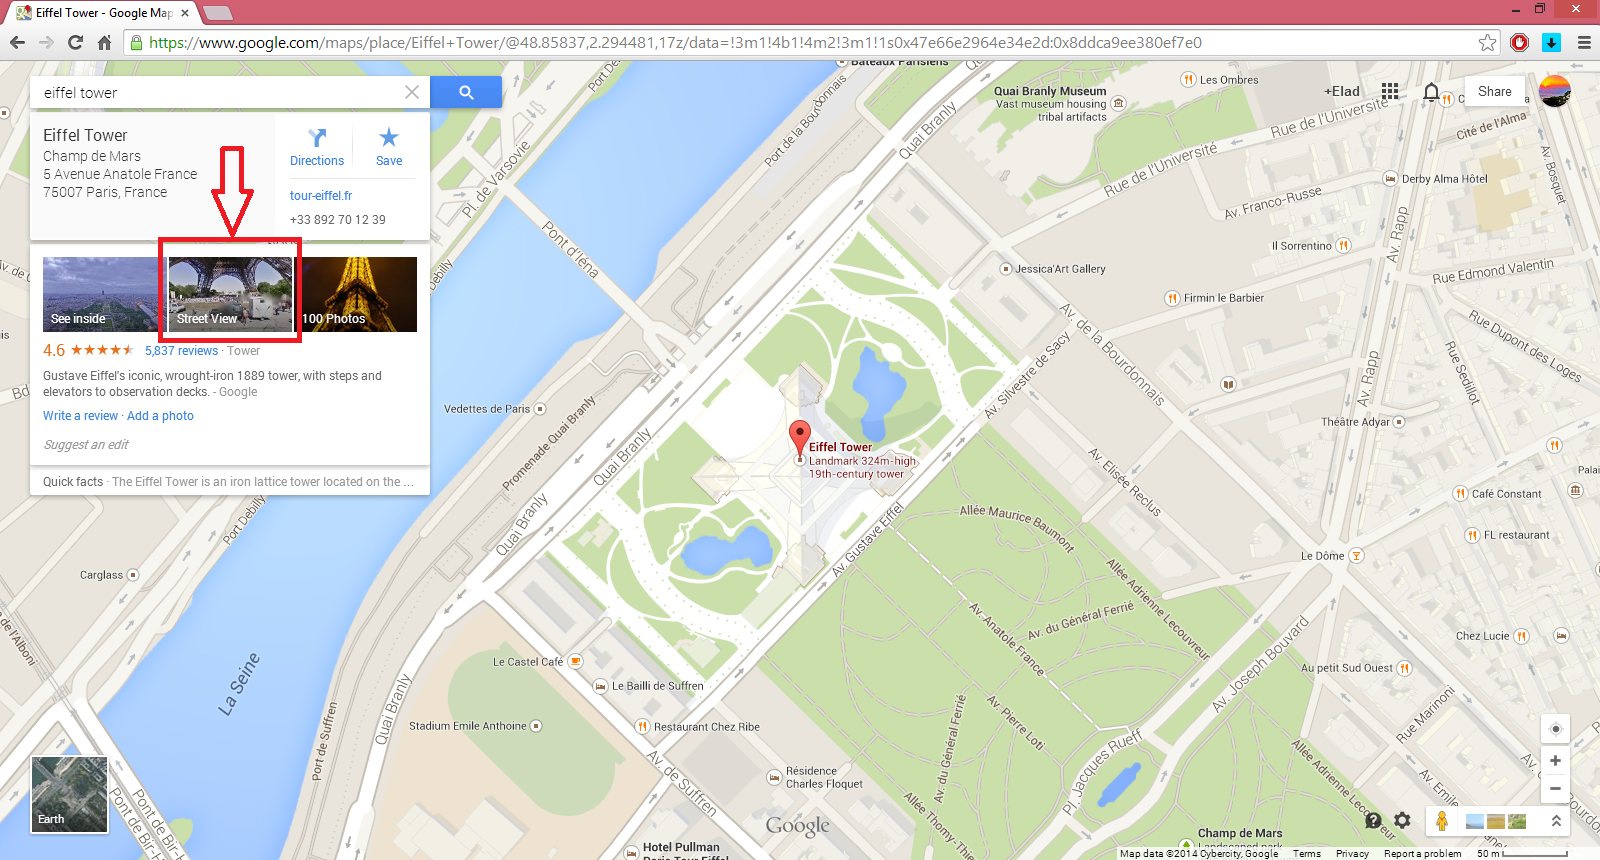 Eiffel Tower - Google Map
https://www.google.com/maps/place/Eiffel+Tower/@48.85837,2.294481,17z/data=!3m1!4b1!4m2!3m1!1s0x47e66e2964e34e2d:0x8ddca9ee380ef7e0
eiffel tower
+Elad
Share
Eiffel Tower
Champ de Mars
5 Avenue Anatole France
75007 Paris, France
Directions
Save
tour-eiffel.fr
+33 892 70 12 39
See inside
Street View
100 Photos
4.6
5,837 reviews · Tower
Gustave Eiffel's iconic, wrought-iron 1889 tower, with steps and
elevators to observation decks. - Google
Write a review · Add a photo
Suggest an edit
Quick facts · The Eiffel Tower is an iron lattice tower located on the ...
Bateaux Parisiens
Quai Branly Museum
Vast museum housing
tribal artifacts
Les Ombres
Rue de l'Université
Cité de l'Alma
Av. Bosquet
Quai Branly
Port de la Bourdonnais
Pl. de Varsovie
Pont d'Iéna
Port Debilly
Rue de l'Université
Av. Franco-Russe
Derby Alma Hôtel
Av. Rapp
Il Sorrentino
Rue Edmond Valentin
Jessica'Art Gallery
Firmin le Barbier
Av. de la Bourdonnais
Rue Dupont des Loges
Rue Sédillot
Av. Rapp
Av. Silvestre de Sacy
Théâtre Adyar
Vedettes de Paris
Promenade Quai Branly
Quai Branly
Eiffel Tower
Landmark 324m-high
19th-century tower
Av. Elisée Reclus
Café Constant
FL restaurant
Le Dôme
Port Debilly
Quai Branly
Av. Gustave Eiffel
Allée Maurice Baumont
Allée Adrienne Lecouvreur
Carglass
Av. du Général Ferrié
Av. Anatole France
Chez Lucie
Au petit Sud Ouest
Av. Joseph Bouvard
Rue Marinoni
La Seine
Le Castel Café
Le Bailli de Suffren
Restaurant Chez Ribe
Stadium Emile Anthoine
Quai Branly
Port de Suffren
Av. de Suffren
Av. du Général Ferrié
Av. Pierre Loti
Pl. Jacques Rueff
Allée Adrienne Lecouvreur
Résidence
Charles Floquet
Allée Thomy-Thierry
Hotel Pullman
Paris Tour Eiffel
Champ de Mars
Landscaped park
Earth
Google
Map data ©2014 Cybercity, Google
Terms
Privacy
Report a problem
50 m